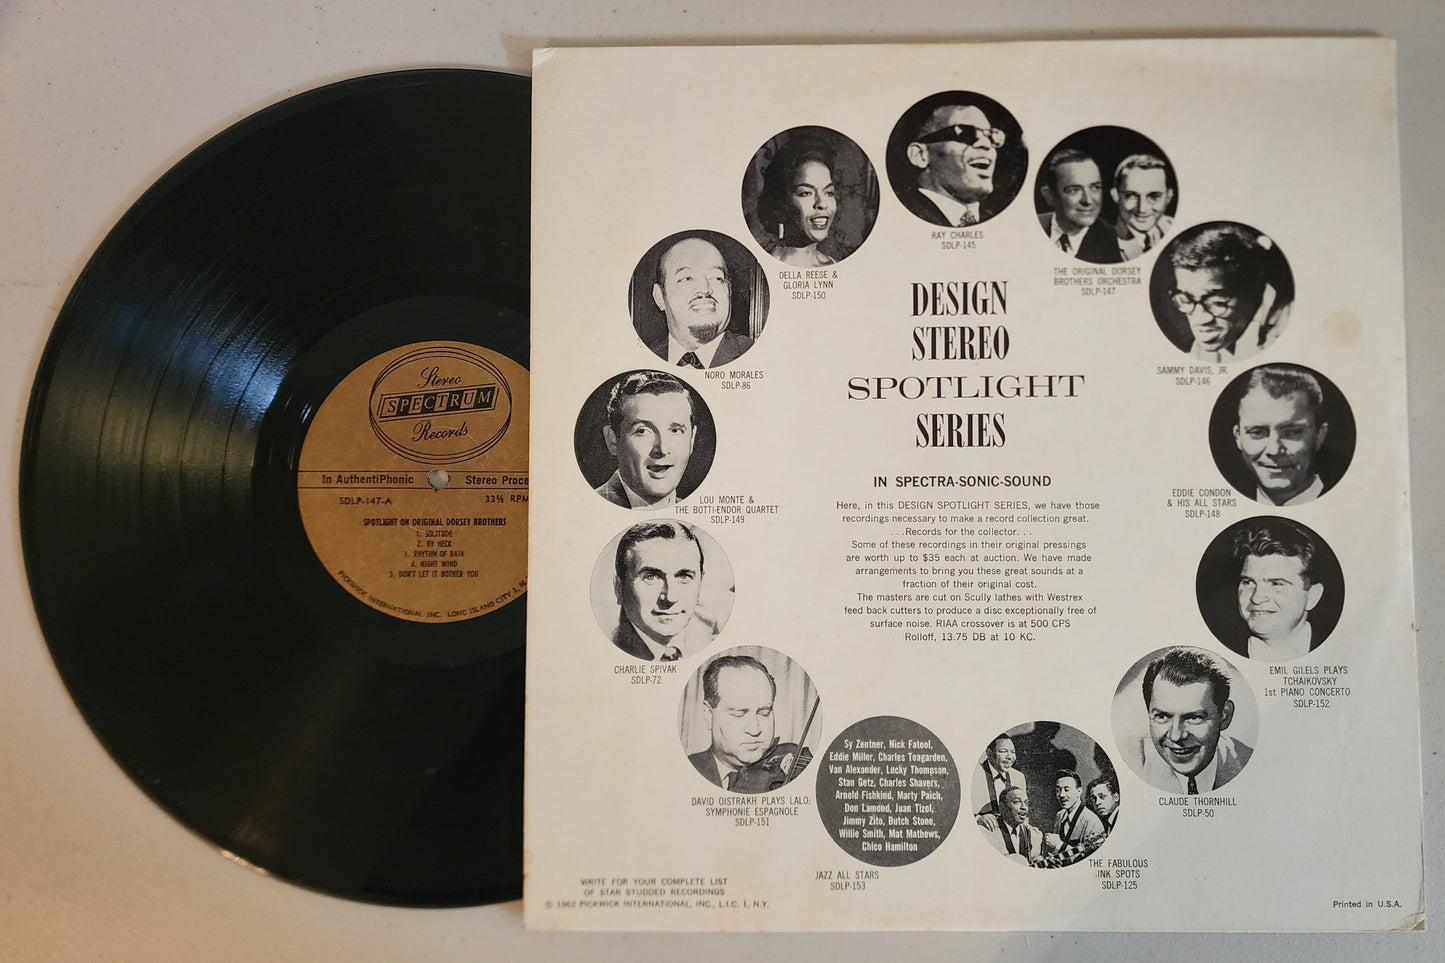 Stereo
SPECTRUM
Records
In AuthentiPhonic
Stereo Proce
SDLP-147-A
33⅓ RPM
SPOTLIGHT ON ORIGINAL DORSEY BROTHERS
1. SOLITUDE
2. BY HECK
3. RHYTHM OF RAIN
4. NIGHT WIND
5. DON'T LET IT BOTHER YOU
PICKWICK INTERNATIONAL INC. LONG ISLAND CITY 1, N.
RAY CHARLES
SDLP-145
DELLA REESE &
GLORIA LYNN
SDLP-150
THE ORIGINAL DORSEY
BROTHERS ORCHESTRA
SDLP-147
NORO MORALES
SDLP-86
SAMMY DAVIS, JR.
SDLP-146
DESIGN
STEREO
SPOTLIGHT
SERIES
LOU MONTE &
THE BOTTI-ENDOR QUARTET
SDLP-149
EDDIE CONDON
& HIS ALL STARS
SDLP-148
IN SPECTRA-SONIC-SOUND
Here, in this DESIGN SPOTLIGHT SERIES, we have those
recordings necessary to make a record collection great.
. . .Records for the collector. . .
Some of these recordings in their original pressings
are worth up to $35 each at auction. We have made
arrangements to bring you these great sounds at a
fraction of their original cost.
The masters are cut on Scully lathes with Westrex
feed back cutters to produce a disc exceptionally free of
surface noise. RIAA crossover is at 500 CPS
Rolloff, 13.75 DB at 10 KC.
CHARLIE SPIVAK
SDLP-72
EMIL GILELS PLAYS
TCHAIKOVSKY
1st PIANO CONCERTO
SDLP-152
DAVID OISTRAKH PLAYS LALO:
SYMPHONIE ESPAGNOLE
SDLP-151
Sy Zentner, Nick Fatool,
Eddie Miller, Charles Teagarden,
Van Alexander, Lucky Thompson,
Stan Getz, Charles Shavers,
Arnold Fishkind, Marty Paich,
Don Lamond, Juan Tizol,
Jimmy Zito, Butch Stone,
Willie Smith, Mat Mathews,
Chico Hamilton
JAZZ ALL STARS
SDLP-153
THE FABULOUS
INK SPOTS
SDLP-125
CLAUDE THORNHILL
SDLP-50
WRITE FOR YOUR COMPLETE LIST
OF STAR STUDDED RECORDINGS
© 1962 PICKWICK INTERNATIONAL, INC., L.I.C. 1, N.Y.
Printed in U.S.A.